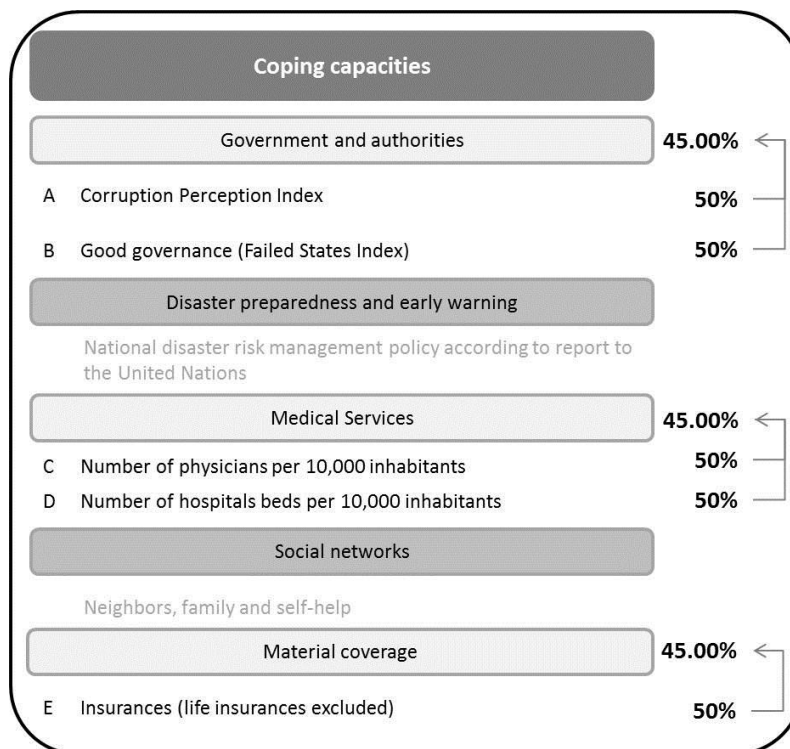 Coping capacities
Government and authorities 45.00%
A Corruption Perception Index 50%
B Good governance (Failed States Index) 50%
Disaster preparedness and early warning
National disaster risk management policy according to report to
the United Nations
Medical Services 45.00%
C Number of physicians per 10,000 inhabitants 50%
D Number of hospitals beds per 10,000 inhabitants 50%
Social networks
Neighbors, family and self-help
Material coverage 45.00%
E Insurances (life insurances excluded) 50%